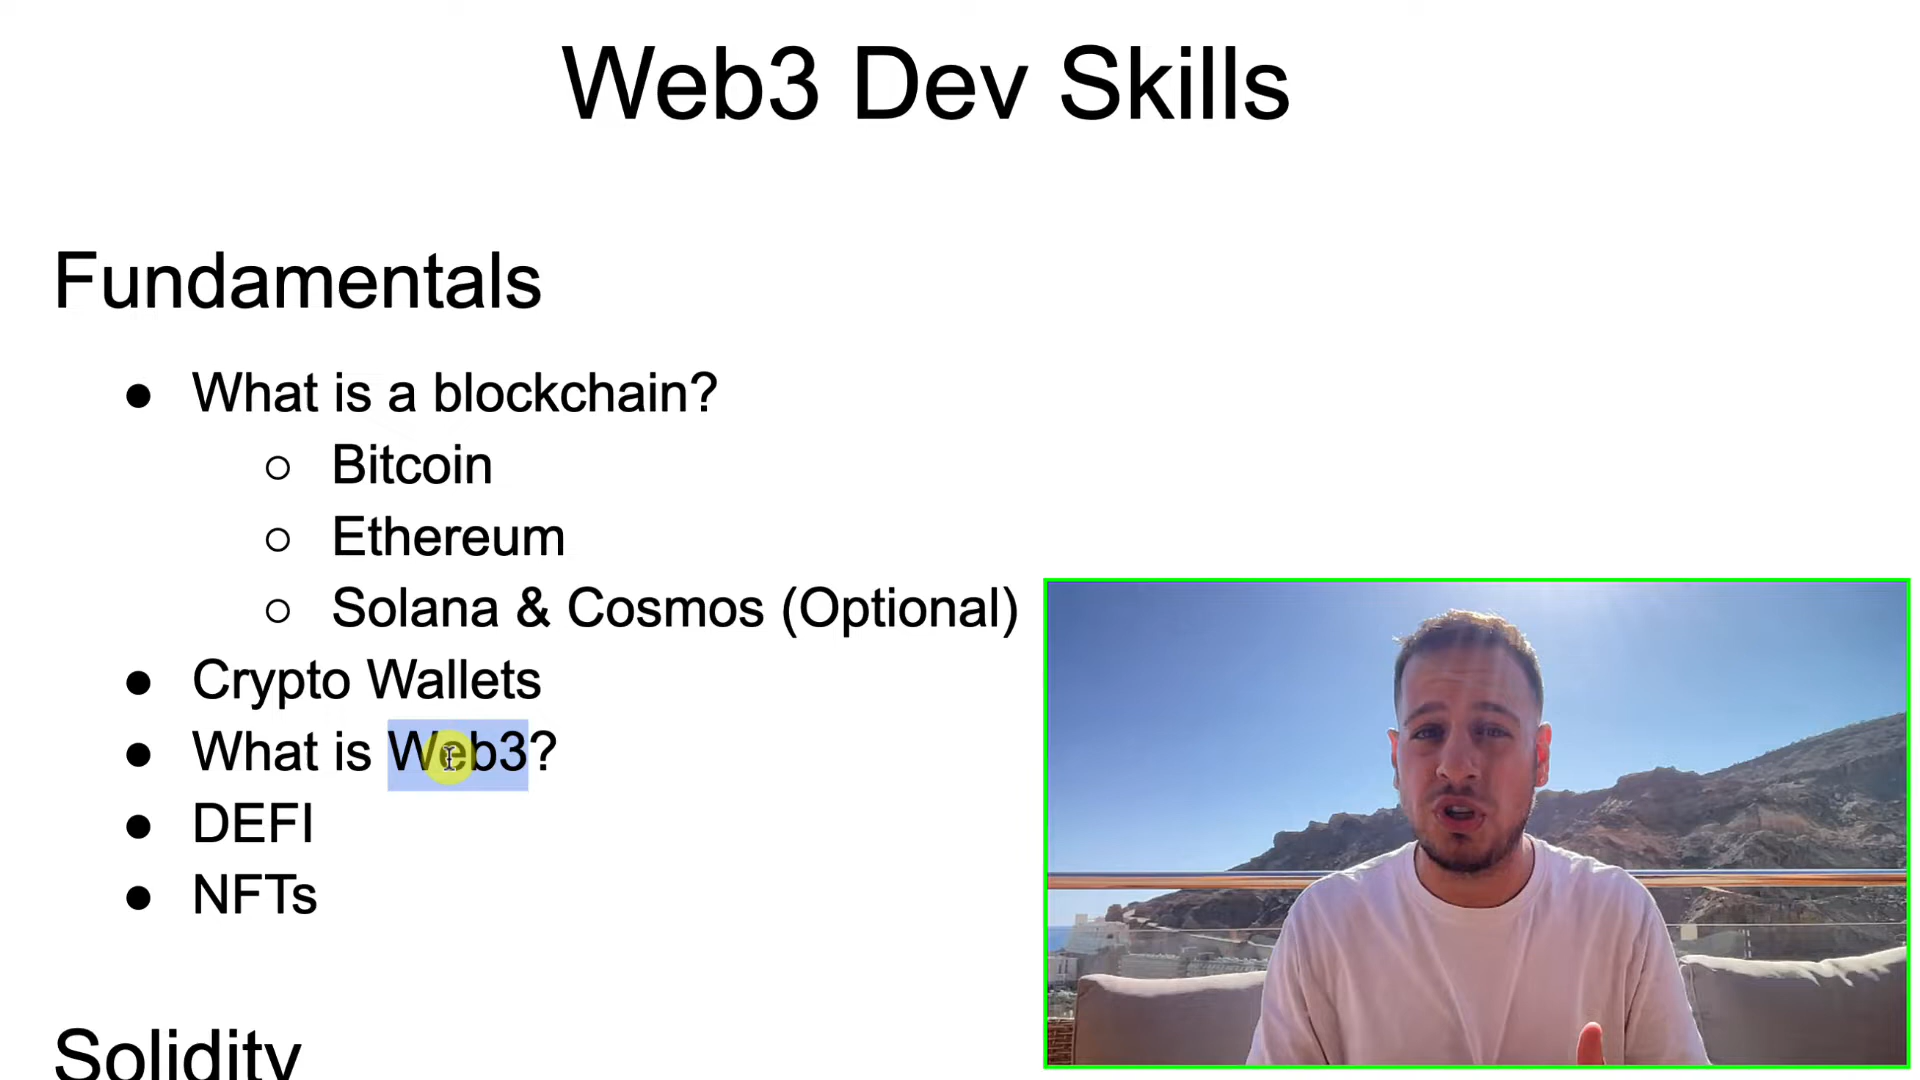 Web3 Dev Skills
Fundamentals
● What is a blockchain?
○ Bitcoin
○ Ethereum
○ Solana & Cosmos (Optional)
● Crypto Wallets
● What is Web3?
● DEFI
● NFTs
Solidity